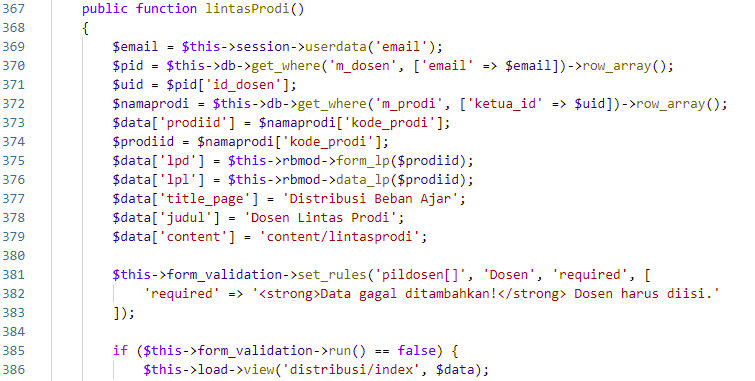 367 public function lintasProdi()
368 {
369 $email = $this->session->userdata('email');
370 $pid = $this->db->get_where('m_dosen', ['email' => $email])->row_array();
371 $uid = $pid['id_dosen'];
372 $namaprodi = $this->db->get_where('m_prodi', ['ketua_id' => $uid])->row_array();
373 $data['prodiid'] = $namaprodi['kode_prodi'];
374 $prodiid = $namaprodi['kode_prodi'];
375 $data['lpd'] = $this->rbmod->form_lp($prodiid);
376 $data['lpl'] = $this->rbmod->data_lp($prodiid);
377 $data['title_page'] = 'Distribusi Beban Ajar';
378 $data['judul'] = 'Dosen Lintas Prodi';
379 $data['content'] = 'content/lintasprodi';
380
381 $this->form_validation->set_rules('pildosen[]', 'Dosen', 'required', [
382 'required' => '<strong>Data gagal ditambahkan!</strong> Dosen harus diisi.'
383 ]);
384
385 if ($this->form_validation->run() == false) {
386 $this->load->view('distribusi/index', $data);